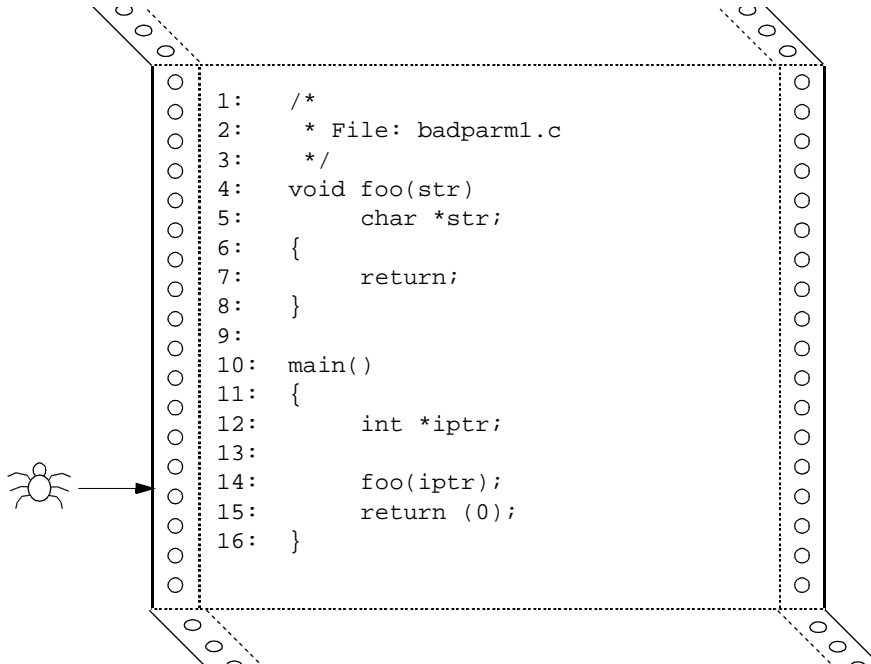 1:    /*
2:     * File: badparm1.c
3:     */
4:    void foo(str)
5:         char *str;
6:    {
7:         return;
8:    }
9:
10:   main()
11:   {
12:        int *iptr;
13:
14:        foo(iptr);
15:        return (0);
16:   }